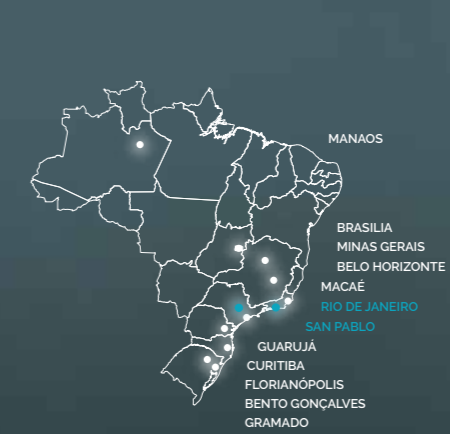 MANAOS
BRASILIA
MINAS GERAIS
BELO HORIZONTE
MACAÉ
RIO DE JANEIRO
SAN PABLO
GUARUJÁ
CURITIBA
FLORIANÓPOLIS
BENTO GONÇALVES
GRAMADO